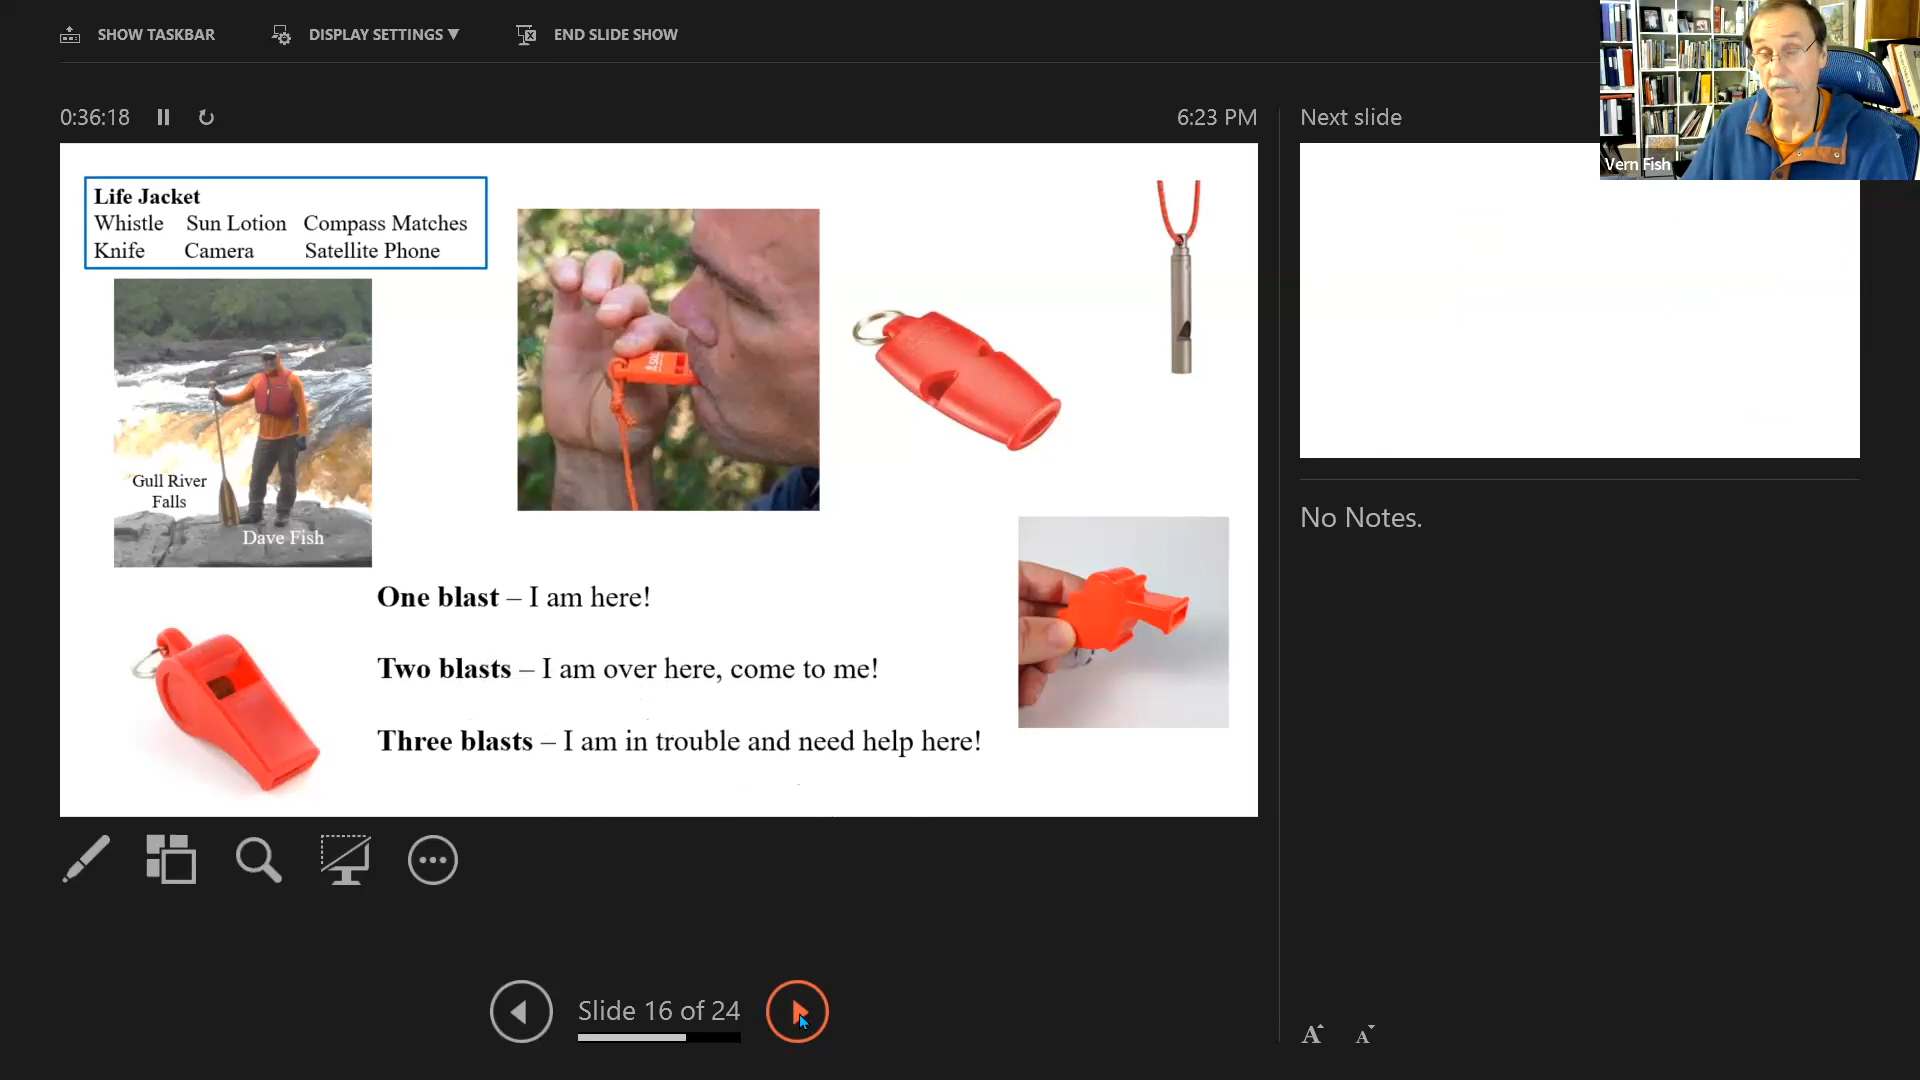 SHOW TASKBAR
DISPLAY SETTINGS ▼
END SLIDE SHOW
0:36:18
6:23 PM
Next slide
Vern Fish
Life Jacket
Whistle Sun Lotion Compass Matches
Knife Camera Satellite Phone
Gull River
Falls
Dave Fish
One blast – I am here!
Two blasts – I am over here, come to me!
Three blasts – I am in trouble and need help here!
No Notes.
Slide 16 of 24
A A